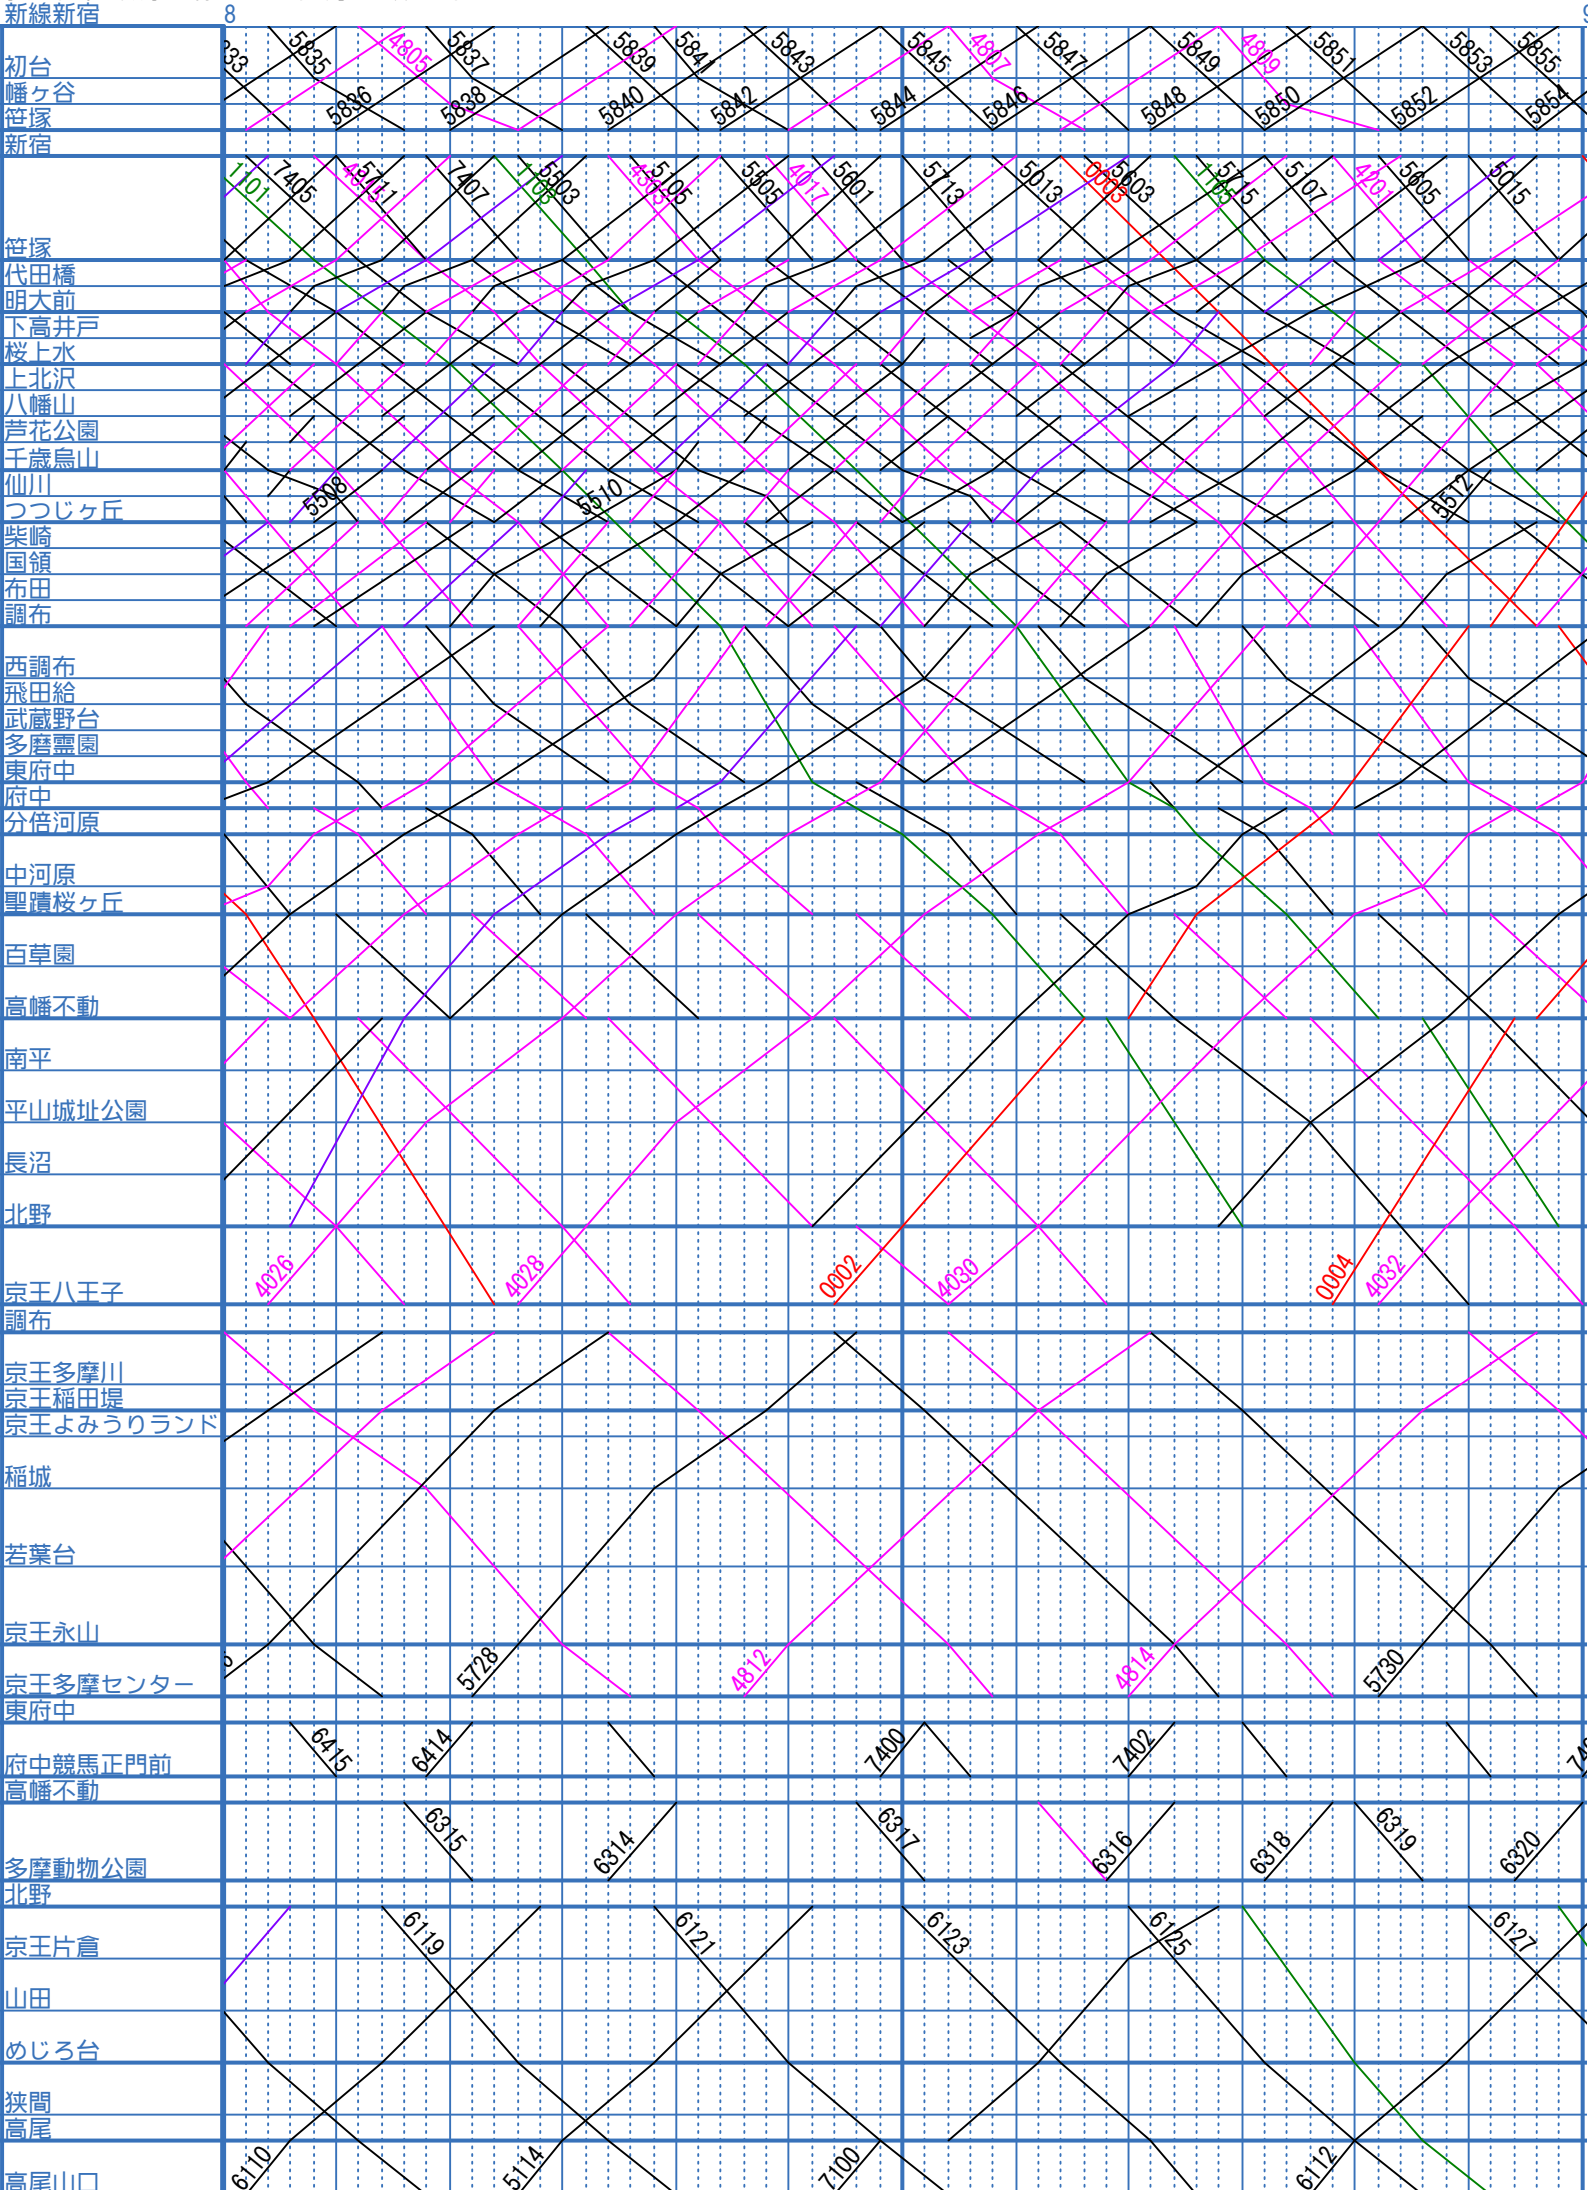 新線新宿 8 9
初台
幡ヶ谷
笹塚
5835 4805 5837 5839 5841 5843 5845 4807 5847 5849 4809 5851 5853 5855
5836 5838 5840 5842 5844 5846 5848 5850 5852 5854
新宿
1101 7405 5711 7407 5503 5105 5505 4017 5601 5713 5013 0003 5603 1105 5715 5107 4201 5605 5015
笹塚
代田橋
明大前
下高井戸
桜上水
上北沢
八幡山
芦花公園
千歳烏山
仙川
つつじヶ丘
5508 5510 5512
柴崎
国領
布田
調布
西調布
飛田給
武蔵野台
多磨霊園
東府中
府中
分倍河原
中河原
聖蹟桜ヶ丘
百草園
高幡不動
南平
平山城址公園
長沼
北野
京王八王子
4026 4028 0002 4030 0004 4032
調布
京王多摩川
京王稲田堤
京王よみうりランド
稲城
若葉台
京王永山
京王多摩センター
5728 4812 4814 5730
東府中
府中競馬正門前
6415 6414 7400 7402
高幡不動
多摩動物公園
6315 6314 6317 6316 6318 6319 6320
北野
京王片倉
6119 6121 6123 6125 6127
山田
めじろ台
狭間
高尾
高尾山口
6110 5114 7100 6112